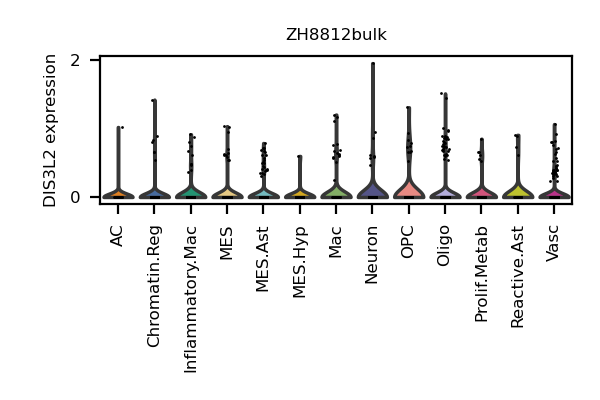 ZH8812bulk
DIS3L2 expression
2
0
AC
Chromatin.Reg
Inflammatory.Mac
MES
MES.Ast
MES.Hyp
Mac
Neuron
OPC
Oligo
Prolif.Metab
Reactive.Ast
Vasc